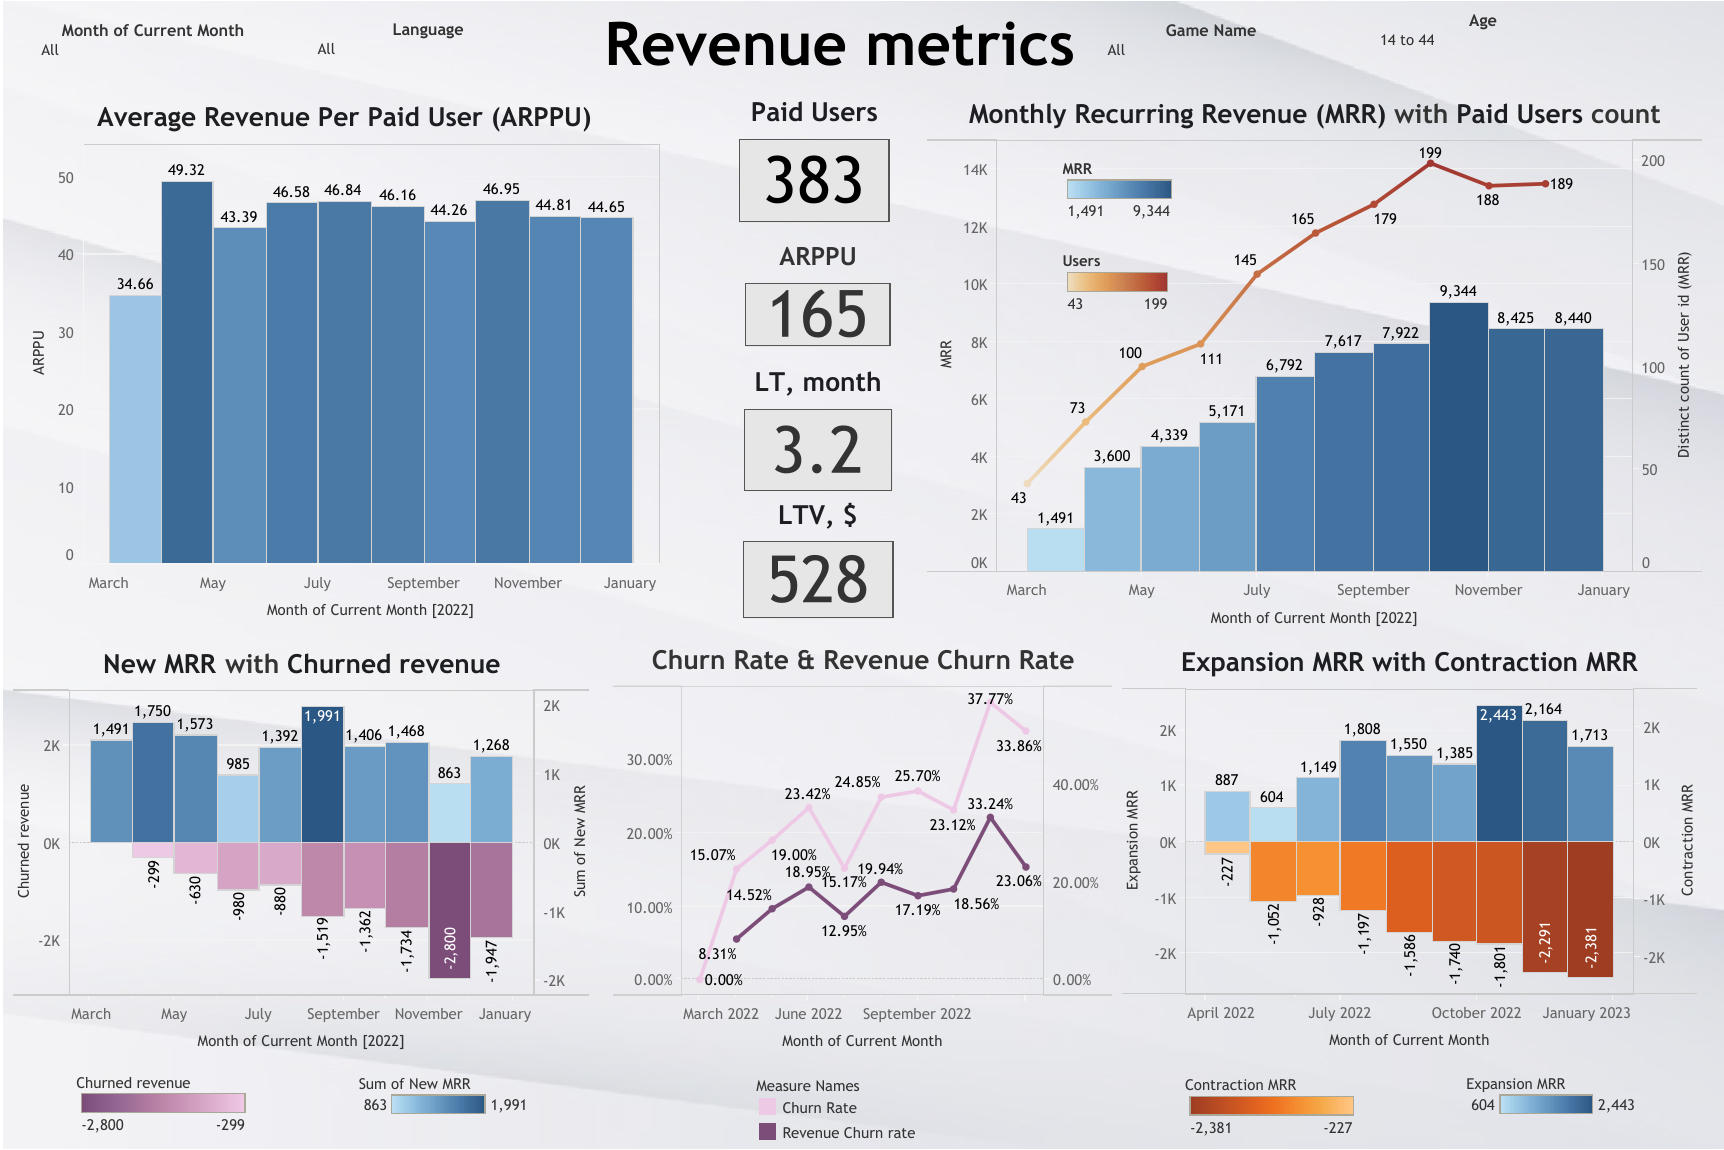 Month of Current Month
All
Language
All
Revenue metrics
Game Name
All
Age
14 to 44
Average Revenue Per Paid User (ARPPU)
50
40
30
20
10
0
ARPPU
34.66
49.32
43.39
46.58
46.84
46.16
44.26
46.95
44.81
44.65
March
May
July
September
November
January
Month of Current Month [2022]
Paid Users
383
ARPPU
165
LT, month
3.2
LTV, $
528
Monthly Recurring Revenue (MRR) with Paid Users count
MRR
1,491
9,344
Users
43
199
14K
12K
10K
8K
6K
4K
2K
0K
MRR
43
73
100
111
145
165
179
199
188
189
1,491
3,600
4,339
5,171
6,792
7,617
7,922
9,344
8,425
8,440
200
150
100
50
0
Distinct count of User id (MRR)
March
May
July
September
November
January
Month of Current Month [2022]
New MRR with Churned revenue
2K
0K
-2K
Churned revenue
1,491
1,750
1,573
985
1,392
1,991
1,406
1,468
863
1,268
-299
-630
-980
-880
-1,519
-1,362
-1,734
-2,800
-1,947
2K
1K
0K
-1K
-2K
Sum of New MRR
March
May
July
September
November
January
Month of Current Month [2022]
Churned revenue
-2,800
-299
Sum of New MRR
863
1,991
Churn Rate & Revenue Churn Rate
30.00%
20.00%
10.00%
0.00%
0.00%
15.07%
19.00%
23.42%
15.17%
24.85%
25.70%
23.12%
37.77%
33.86%
8.31%
14.52%
18.95%
12.95%
19.94%
17.19%
18.56%
33.24%
23.06%
40.00%
20.00%
0.00%
March 2022
June 2022
September 2022
Month of Current Month
Measure Names
Churn Rate
Revenue Churn rate
Expansion MRR with Contraction MRR
2K
1K
0K
-1K
-2K
Expansion MRR
887
604
1,149
1,808
1,550
1,385
2,443
2,164
1,713
-227
-1,052
-928
-1,197
-1,586
-1,740
-1,801
-2,291
-2,381
2K
1K
0K
-1K
-2K
Contraction MRR
April 2022
July 2022
October 2022
January 2023
Month of Current Month
Contraction MRR
-2,381
-227
Expansion MRR
604
2,443